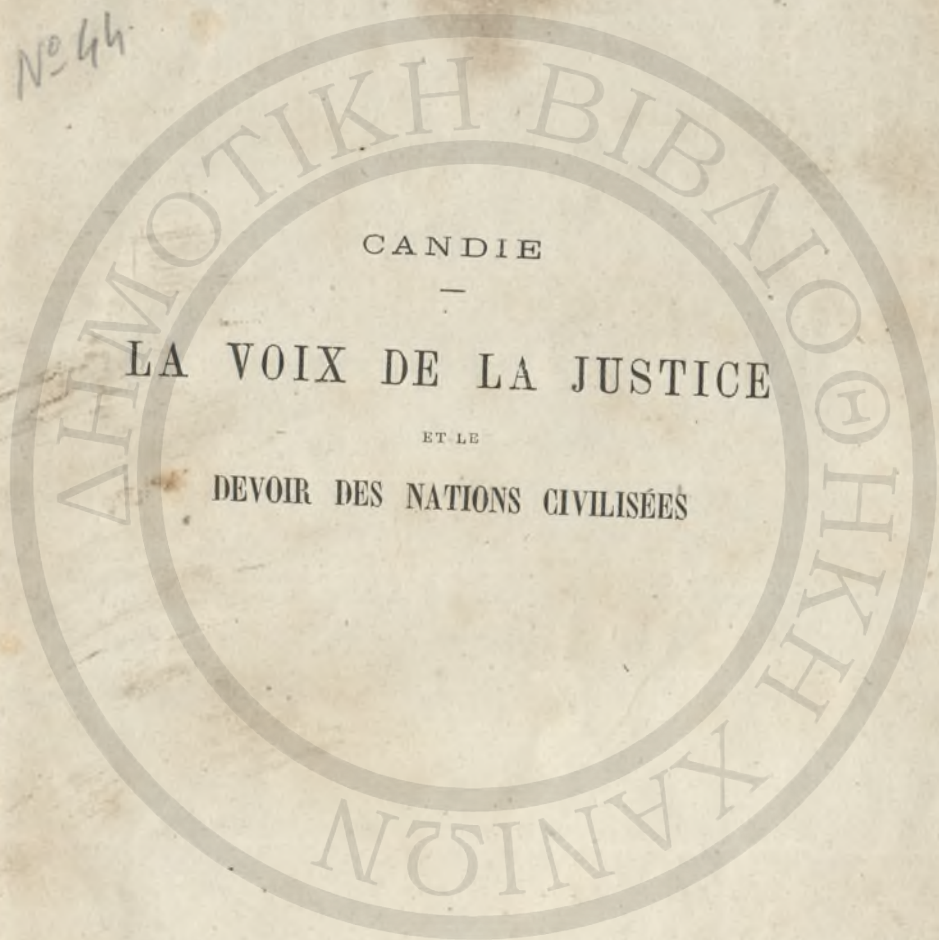 Nº 44.
CANDIE
LA VOIX DE LA JUSTICE
ET LE
DEVOIR DES NATIONS CIVILISÉES
ΔΗΜΟΤΙΚΗ ΒΙΒΛΙΟΘΗΚΗ ΧΑΝΙΩΝ